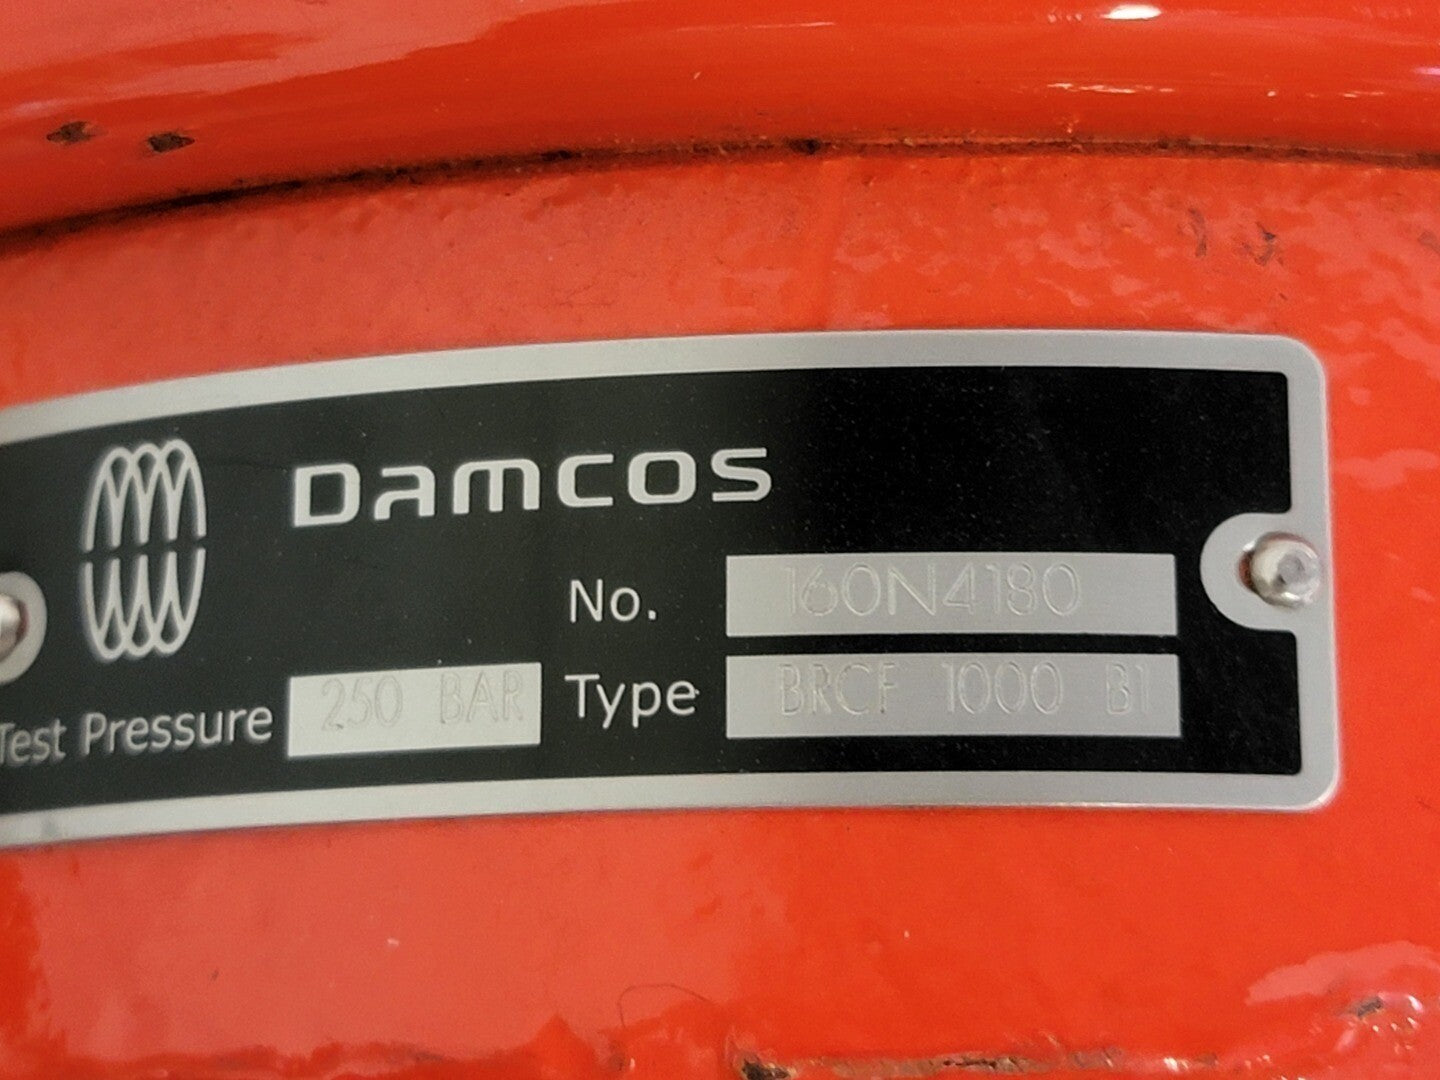 DAMCOS
No. 160N4180
Test Pressure 250 BAR Type BRCF 1000 B1